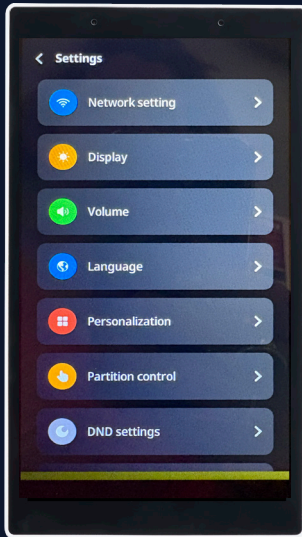 Settings
Network setting
Display
Volume
Language
Personalization
Partition control
DND settings